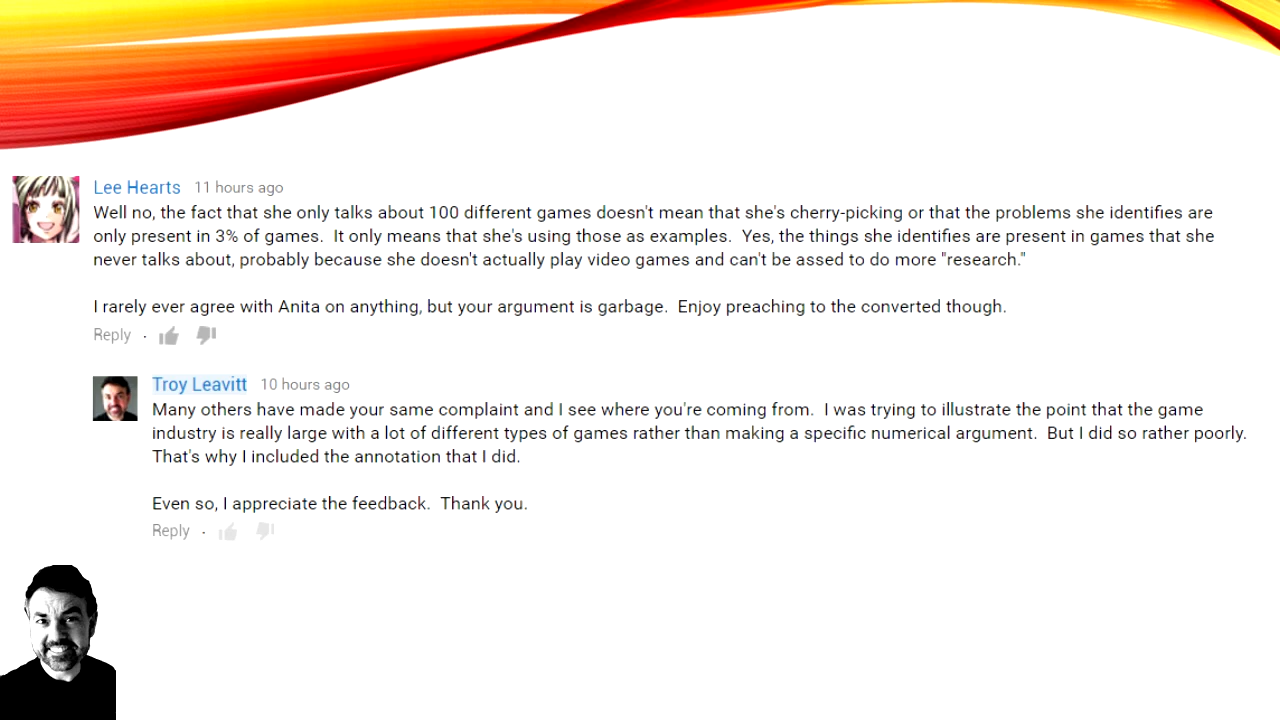 Lee Hearts 11 hours ago
Well no, the fact that she only talks about 100 different games doesn't mean that she's cherry-picking or that the problems she identifies are
only present in 3% of games.  It only means that she's using those as examples.  Yes, the things she identifies are present in games that she
never talks about, probably because she doesn't actually play video games and can't be assed to do more "research."
I rarely ever agree with Anita on anything, but your argument is garbage.  Enjoy preaching to the converted though.
Reply ·
Troy Leavitt 10 hours ago
Many others have made your same complaint and I see where you're coming from.  I was trying to illustrate the point that the game
industry is really large with a lot of different types of games rather than making a specific numerical argument.  But I did so rather poorly.
That's why I included the annotation that I did.
Even so, I appreciate the feedback.  Thank you.
Reply ·